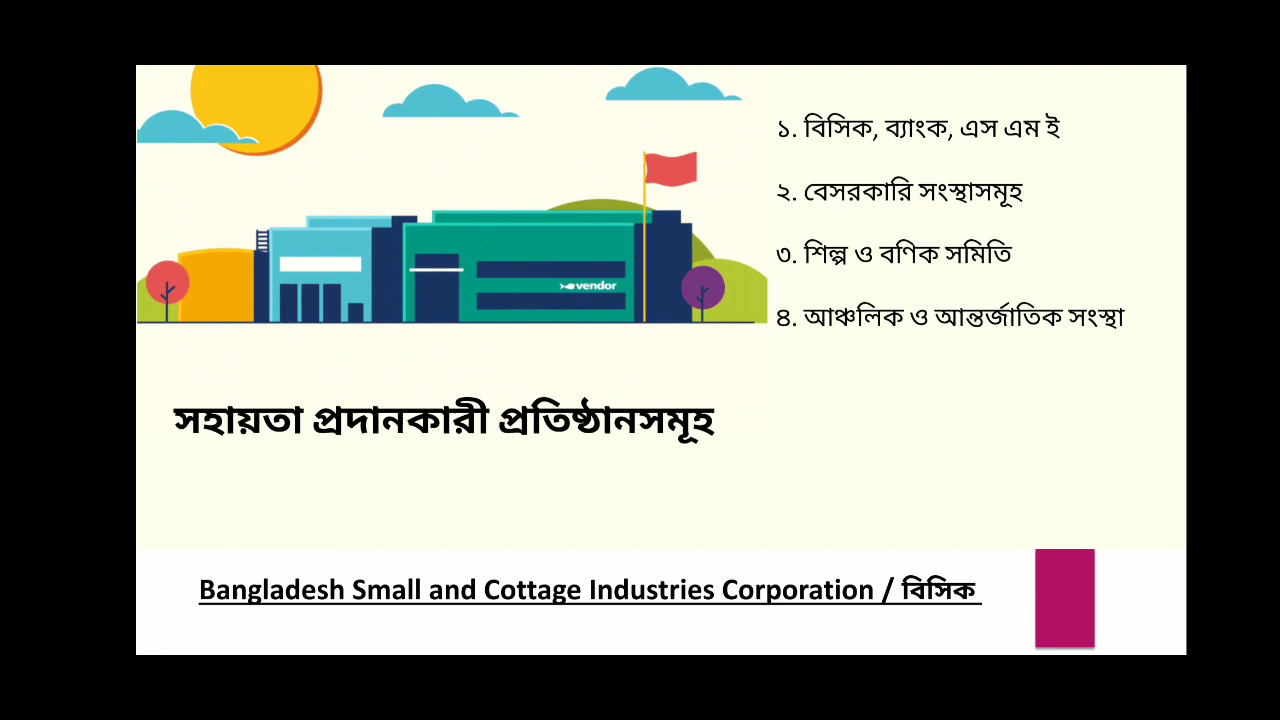 ১. বিসিক, ব্যাংক, এস এম ই
২. বেসরকারি সংস্থাসমূহ
৩. শিল্প ও বণিক সমিতি
৪. আঞ্চলিক ও আন্তর্জাতিক সংস্থা
vendor
সহায়তা প্রদানকারী প্রতিষ্ঠানসমূহ
Bangladesh Small and Cottage Industries Corporation / বিসিক